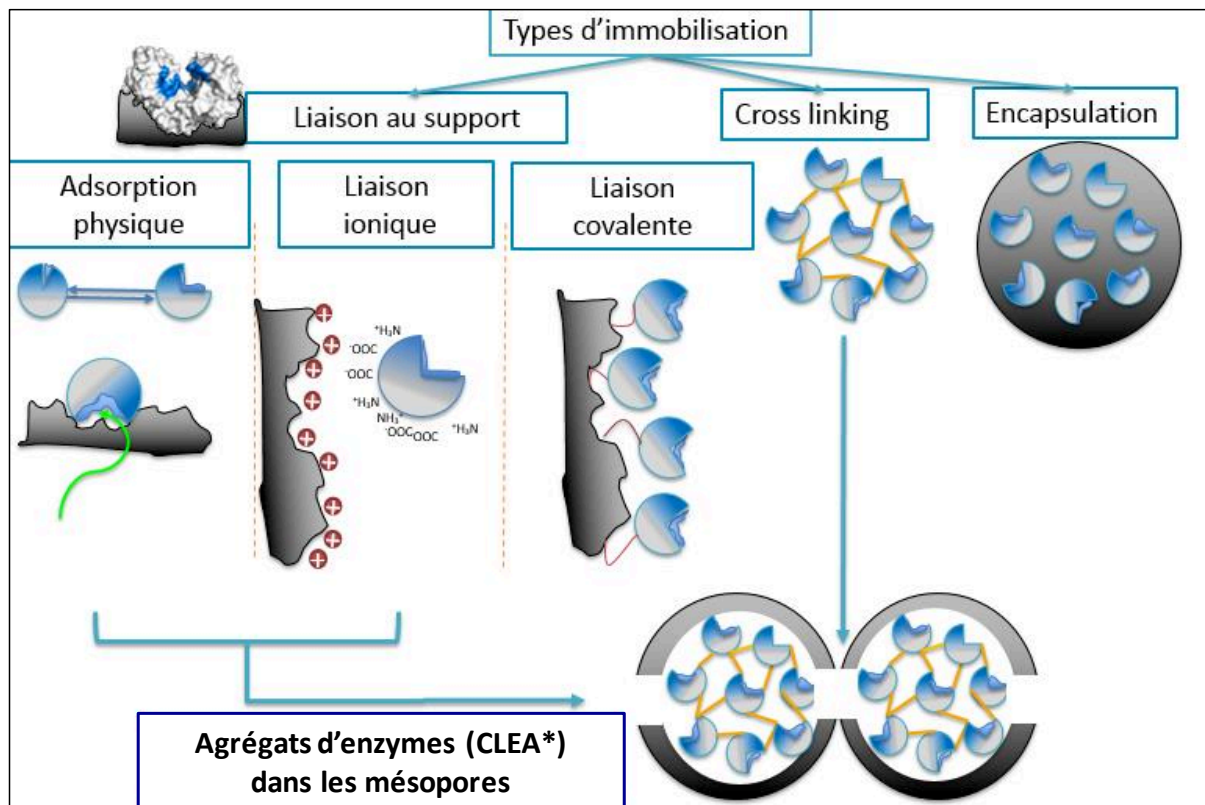 Types d'immobilisation
Liaison au support
Cross linking
Encapsulation
Adsorption
physique
Liaison
ionique
Liaison
covalente
⁺H₃N
⁻OOC
⁻OOC
⁺H₃N
NH₃⁺
⁻OOC
OOC
⁺H₃N
+
+
+
+
+
+
+
+
+
Agrégats d'enzymes (CLEA*)
dans les mésopores